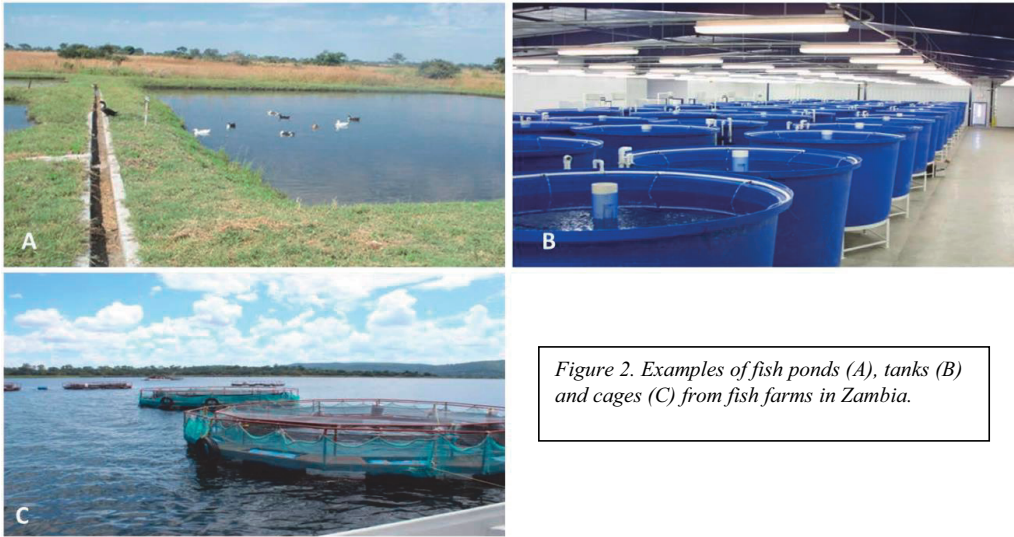 A
B
C
Figure 2. Examples of fish ponds (A), tanks (B)
and cages (C) from fish farms in Zambia.